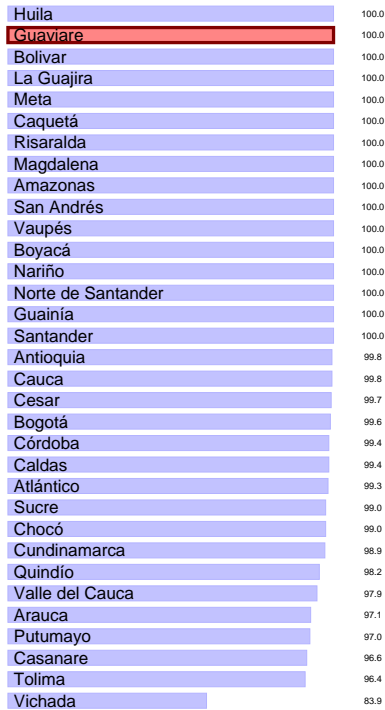 Huila 100.0
Guaviare 100.0
Bolivar 100.0
La Guajira 100.0
Meta 100.0
Caquetá 100.0
Risaralda 100.0
Magdalena 100.0
Amazonas 100.0
San Andrés 100.0
Vaupés 100.0
Boyacá 100.0
Nariño 100.0
Norte de Santander 100.0
Guainía 100.0
Santander 100.0
Antioquia 99.8
Cauca 99.8
Cesar 99.7
Bogotá 99.6
Córdoba 99.4
Caldas 99.4
Atlántico 99.3
Sucre 99.0
Chocó 99.0
Cundinamarca 98.9
Quindío 98.2
Valle del Cauca 97.9
Arauca 97.1
Putumayo 97.0
Casanare 96.6
Tolima 96.4
Vichada 83.9